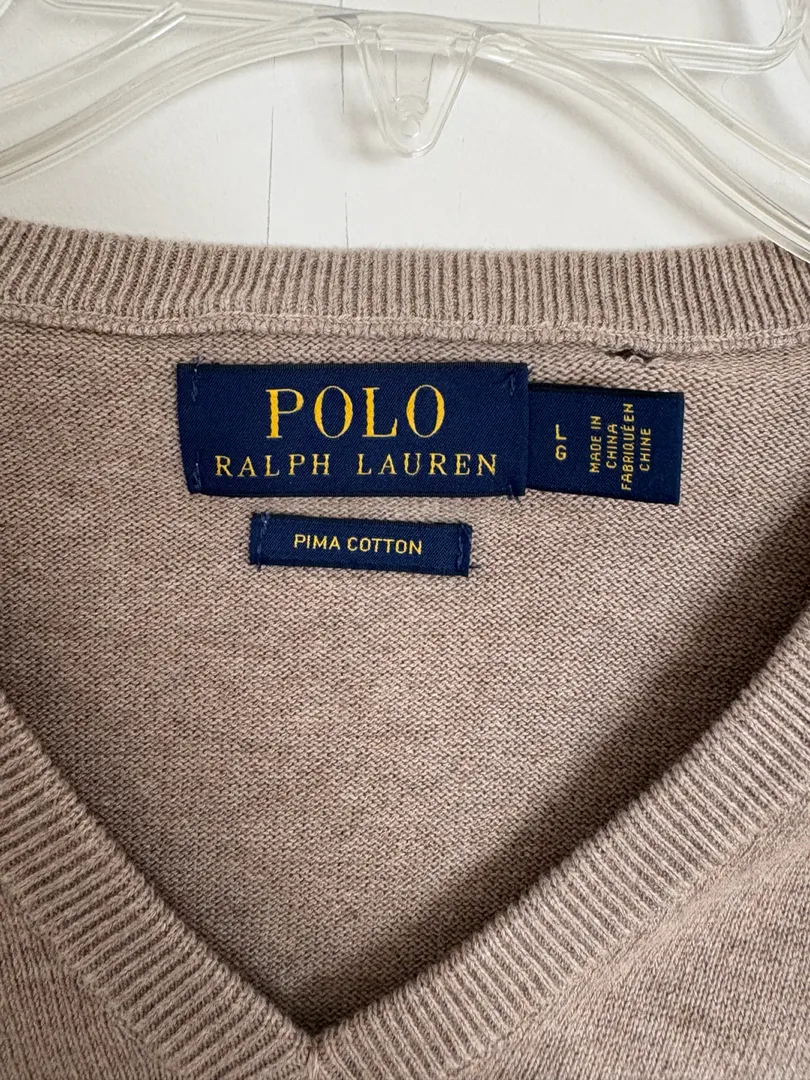 POLO
RALPH LAUREN
L
G
MADE IN
CHINA
FABRIQUÉ EN
CHINE
PIMA COTTON